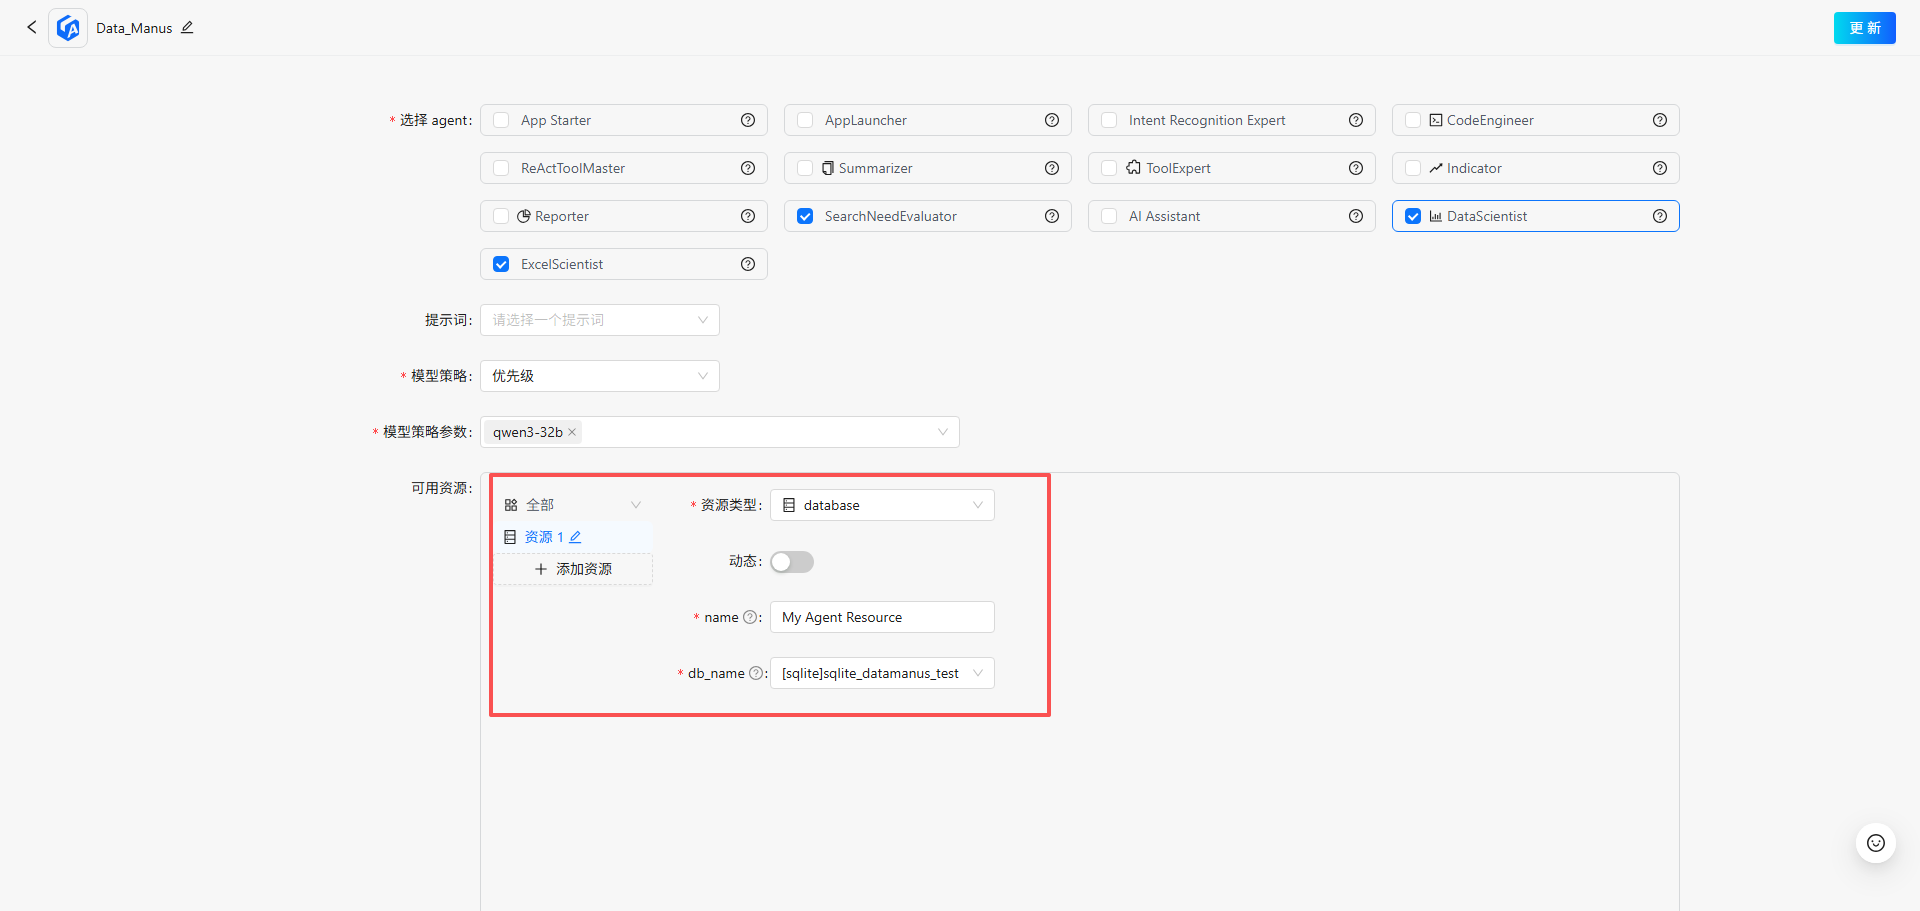 Data_Manus
更 新
* 选择 agent:
App Starter
AppLauncher
Intent Recognition Expert
CodeEngineer
ReActToolMaster
Summarizer
ToolExpert
Indicator
Reporter
SearchNeedEvaluator
AI Assistant
DataScientist
ExcelScientist
提示词:
请选择一个提示词
* 模型策略:
优先级
* 模型策略参数:
qwen3-32b ×
可用资源:
全部
* 资源类型:
database
资源 1
动态:
+ 添加资源
* name ?:
My Agent Resource
* db_name ?:
[sqlite]sqlite_datamanus_test